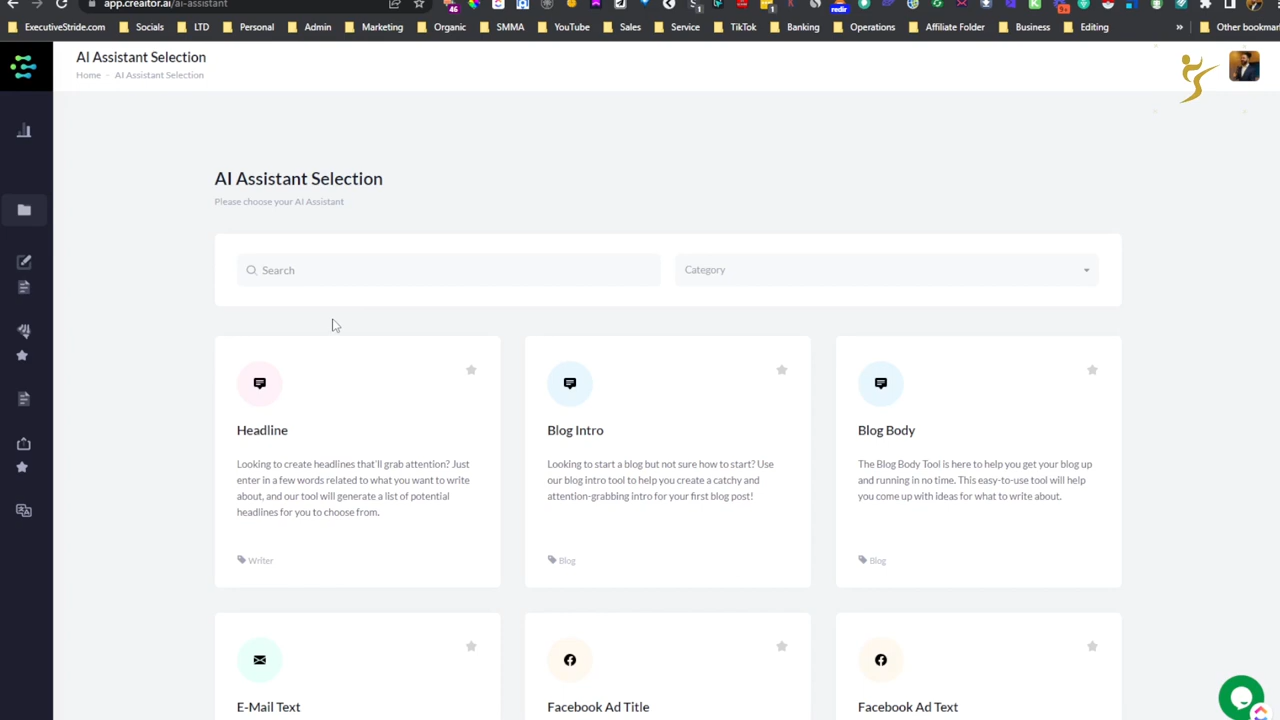 app.creaitor.ai/ai-assistant
ExecutiveStride.com Socials LTD Personal Admin Marketing Organic SMMA YouTube Sales Service TikTok Banking Operations Affiliate Folder Business Editing » Other bookmarks
AI Assistant Selection
Home - AI Assistant Selection
AI Assistant Selection
Please choose your AI Assistant
Search
Category
Headline
Looking to create headlines that'll grab attention? Just
enter in a few words related to what you want to write
about, and our tool will generate a list of potential
headlines for you to choose from.
Writer
Blog Intro
Looking to start a blog but not sure how to start? Use
our blog intro tool to help you create a catchy and
attention-grabbing intro for your first blog post!
Blog
Blog Body
The Blog Body Tool is here to help you get your blog up
and running in no time. This easy-to-use tool will help
you come up with ideas for what to write about.
Blog
E-Mail Text
Facebook Ad Title
Facebook Ad Text